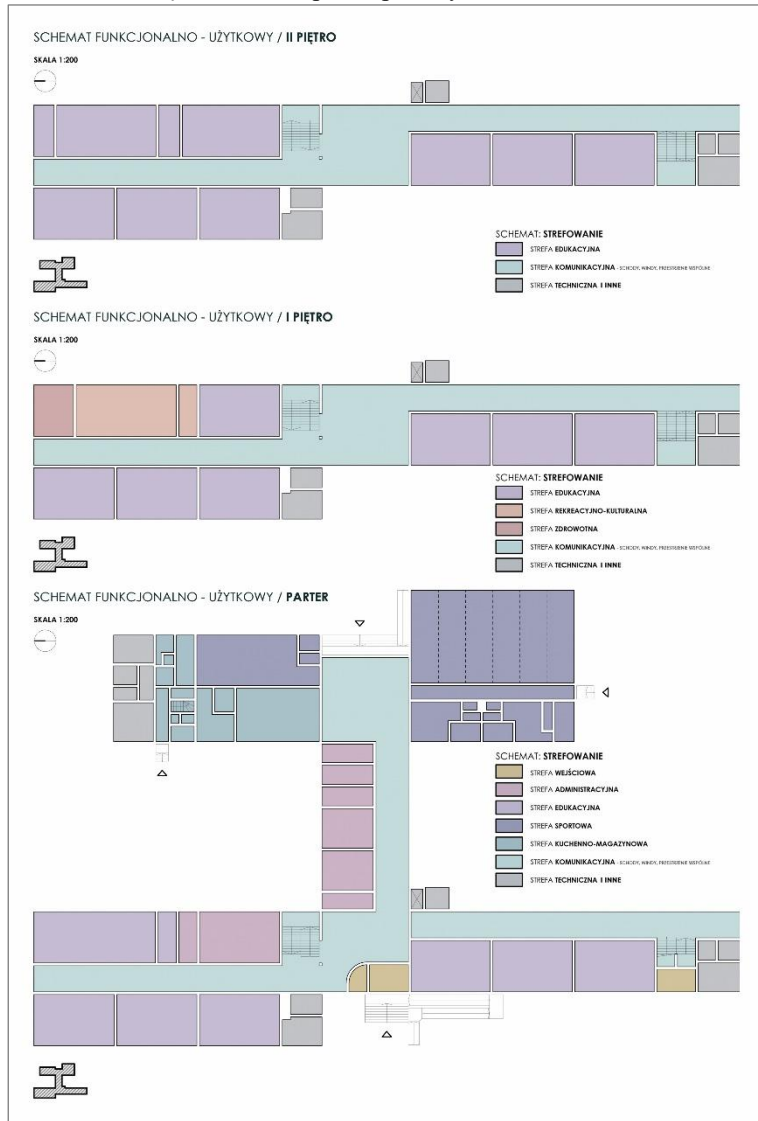 SCHEMAT FUNKCJONALNO - UŻYTKOWY / II PIĘTRO
SKALA 1:200
SCHEMAT: STREFOWANIE
STREFA EDUKACYJNA
STREFA KOMUNIKACYJNA - SCHODY, WINDY, PRZESTRZENIE WSPÓLNE
STREFA TECHNICZNA I INNE
SCHEMAT FUNKCJONALNO - UŻYTKOWY / I PIĘTRO
SKALA 1:200
SCHEMAT: STREFOWANIE
STREFA EDUKACYJNA
STREFA REKREACYJNO-KULTURALNA
STREFA ZDROWOTNA
STREFA KOMUNIKACYJNA - SCHODY, WINDY, PRZESTRZENIE WSPÓLNE
STREFA TECHNICZNA I INNE
SCHEMAT FUNKCJONALNO - UŻYTKOWY / PARTER
SKALA 1:200
SCHEMAT: STREFOWANIE
STREFA WEJŚCIOWA
STREFA ADMINISTRACYJNA
STREFA EDUKACYJNA
STREFA SPORTOWA
STREFA KUCHENNO-MAGAZYNOWA
STREFA KOMUNIKACYJNA - SCHODY, WINDY, PRZESTRZENIE WSPÓLNE
STREFA TECHNICZNA I INNE